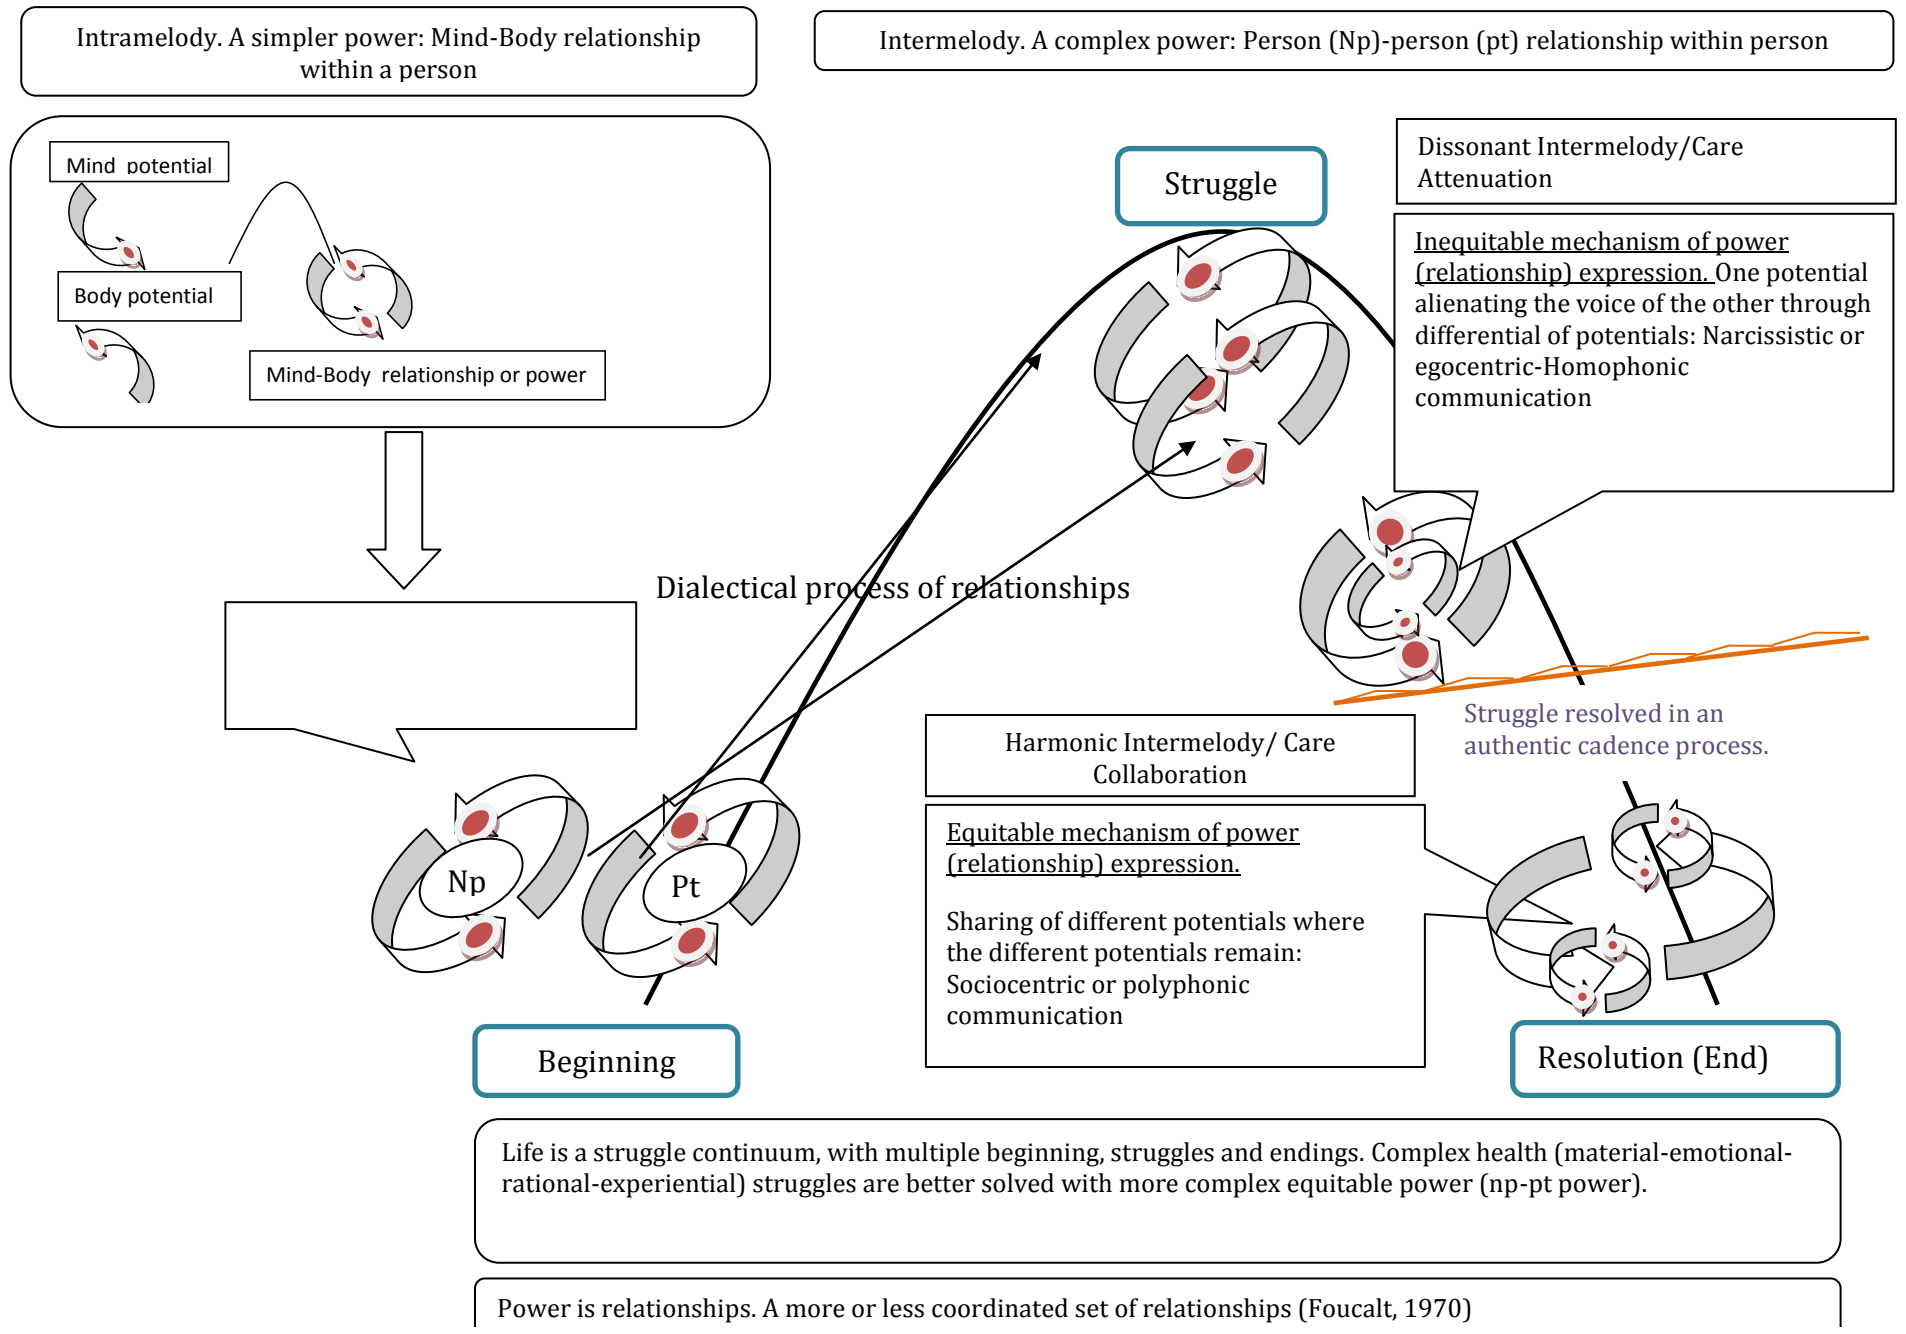 Intramelody. A simpler power: Mind-Body relationship
within a person
Intermelody. A complex power: Person (Np)-person (pt) relationship within person
Mind  potential
Body potential
Mind-Body  relationship or power
Struggle
Dissonant Intermelody/Care
Attenuation
Inequitable mechanism of power
(relationship) expression. One potential
alienating the voice of the other through
differential of potentials: Narcissistic or
egocentric-Homophonic
communication
Dialectical process of relationships
Struggle resolved in an
authentic cadence process.
Harmonic Intermelody/ Care
Collaboration
Equitable mechanism of power
(relationship) expression.
Sharing of different potentials where
the different potentials remain:
Sociocentric or polyphonic
communication
Np
Pt
Beginning
Resolution (End)
Life is a struggle continuum, with multiple beginning, struggles and endings. Complex health (material-emotional-
rational-experiential) struggles are better solved with more complex equitable power (np-pt power).
Power is relationships. A more or less coordinated set of relationships (Foucalt, 1970)